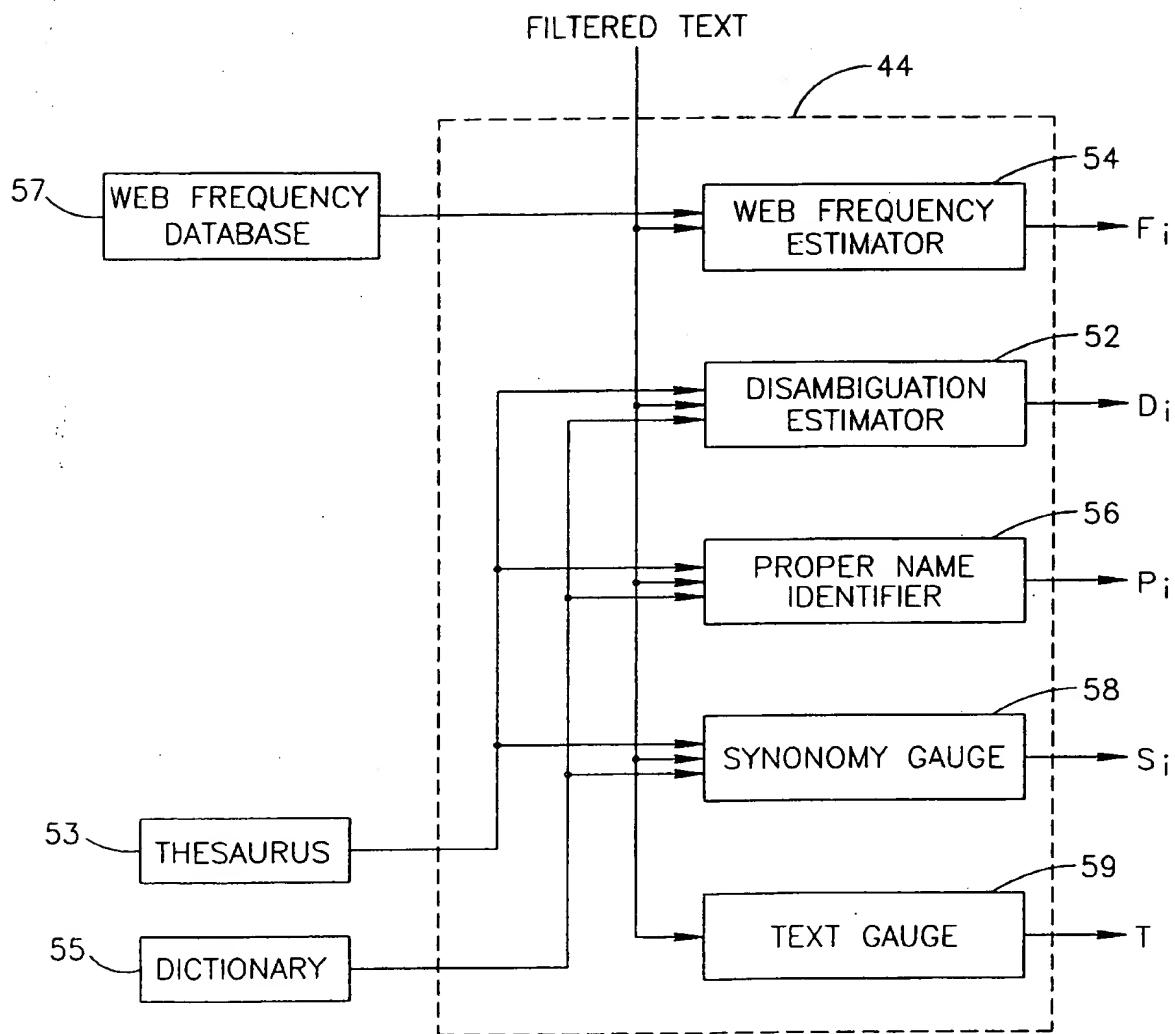 FILTERED TEXT
44
57
WEB FREQUENCY
DATABASE
54
WEB FREQUENCY
ESTIMATOR
Fi
52
DISAMBIGUATION
ESTIMATOR
Di
56
PROPER NAME
IDENTIFIER
Pi
58
SYNONOMY GAUGE
Si
53
THESAURUS
59
TEXT GAUGE
T
55
DICTIONARY